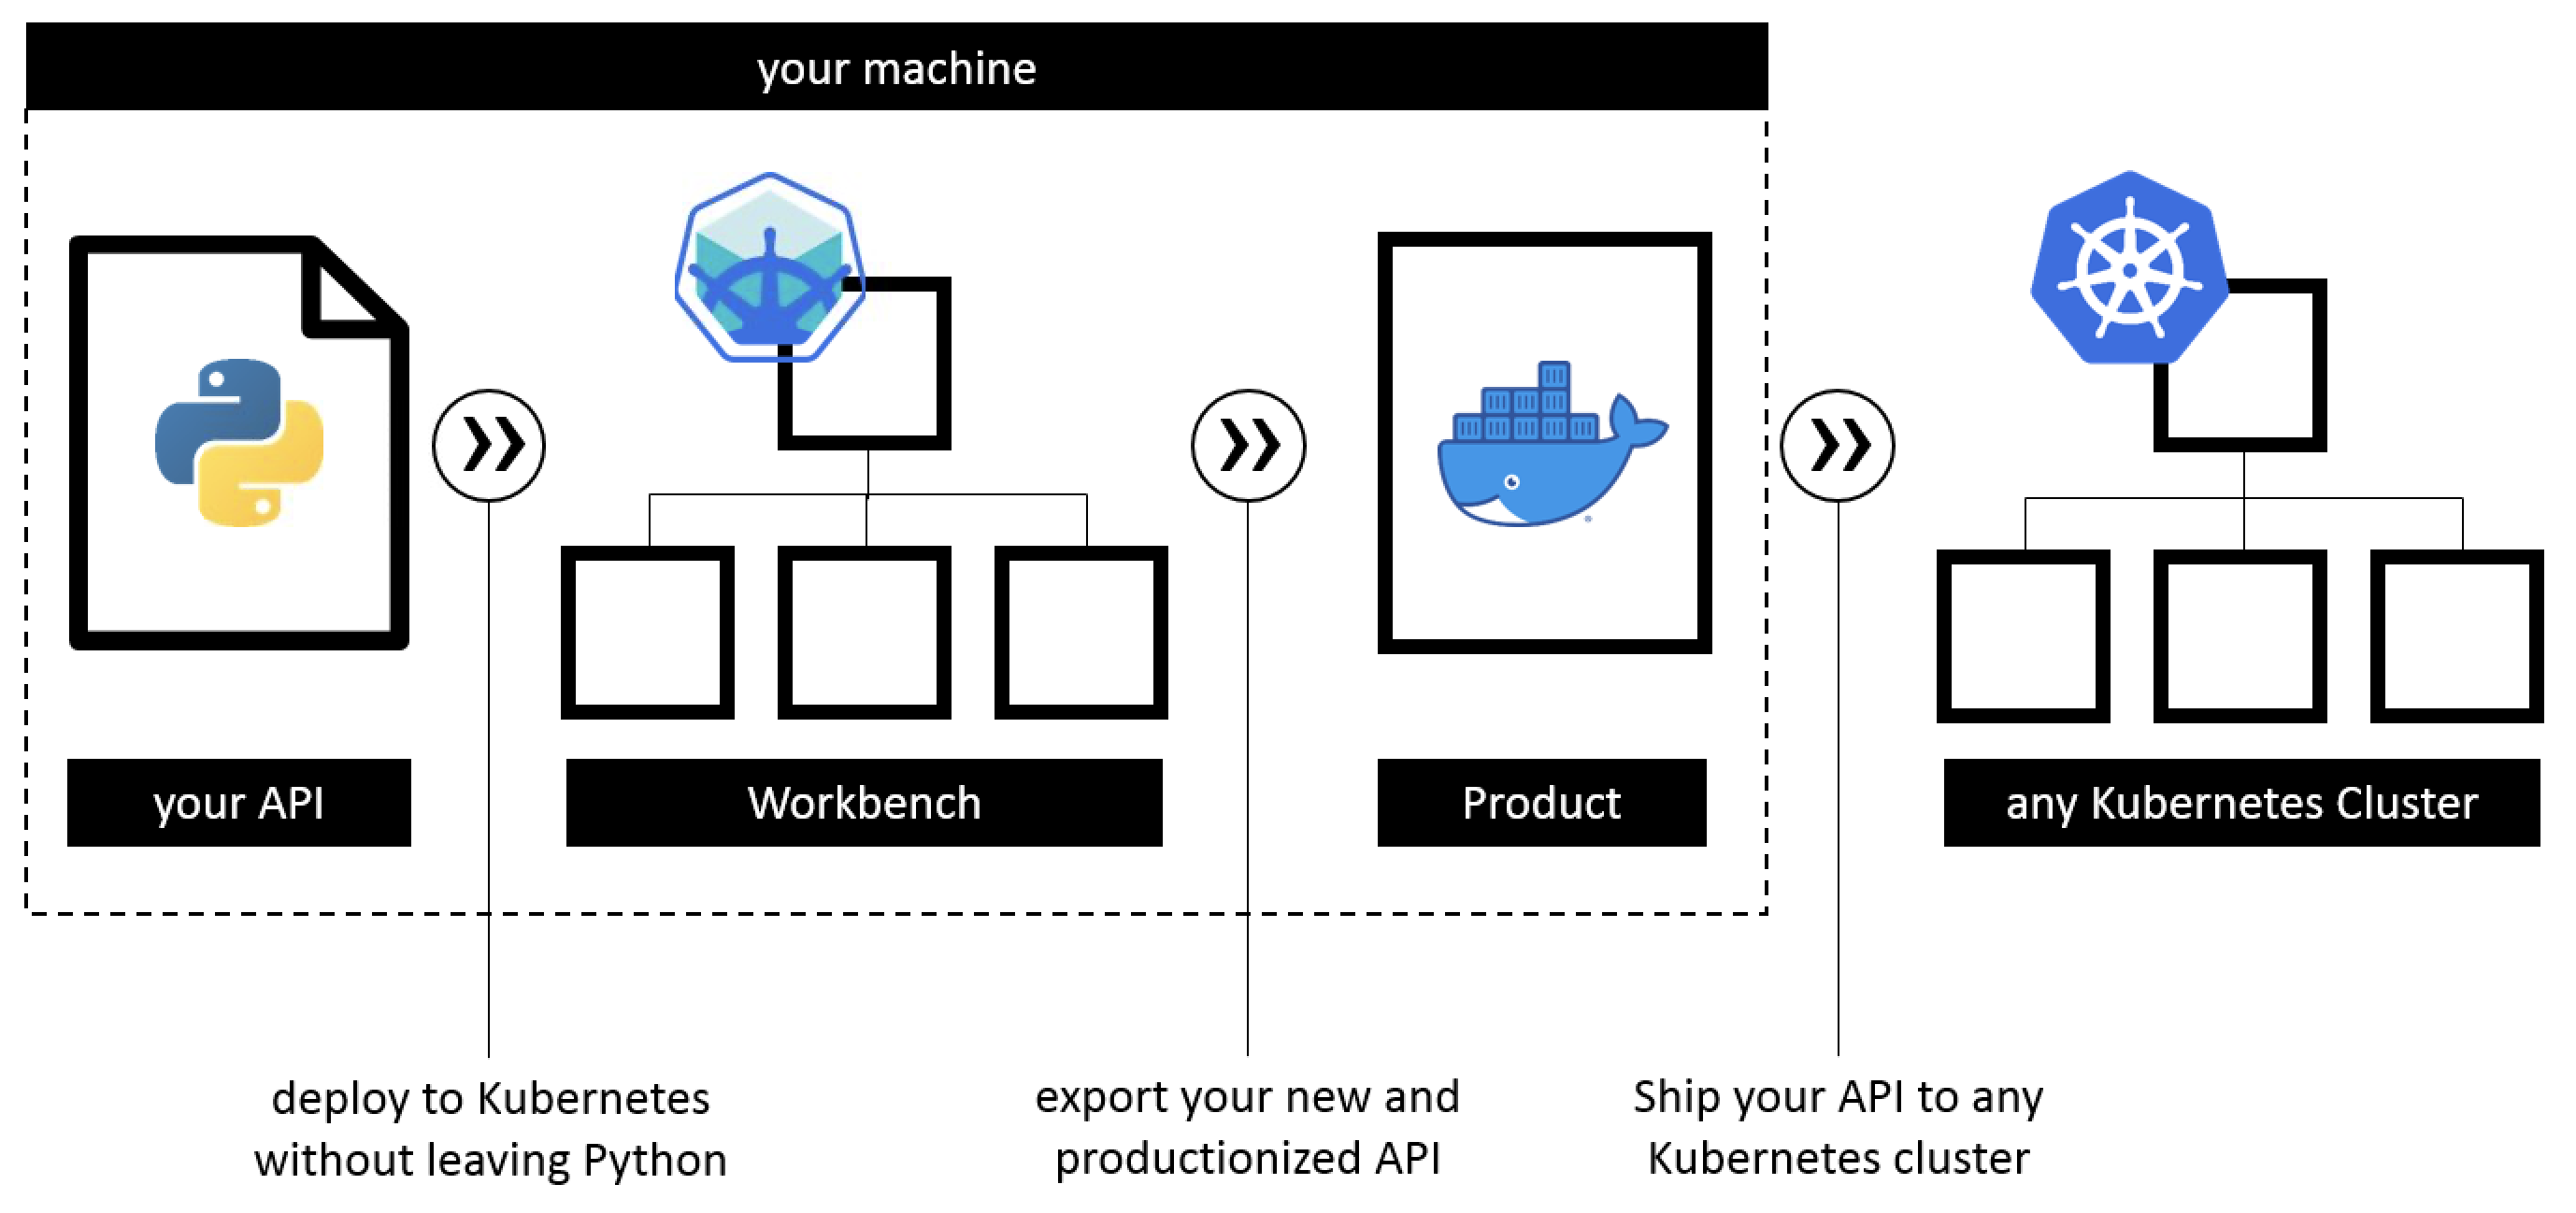 your machine
your API
Workbench
Product
any Kubernetes Cluster
deploy to Kubernetes
without leaving Python
export your new and
productionized API
Ship your API to any
Kubernetes cluster